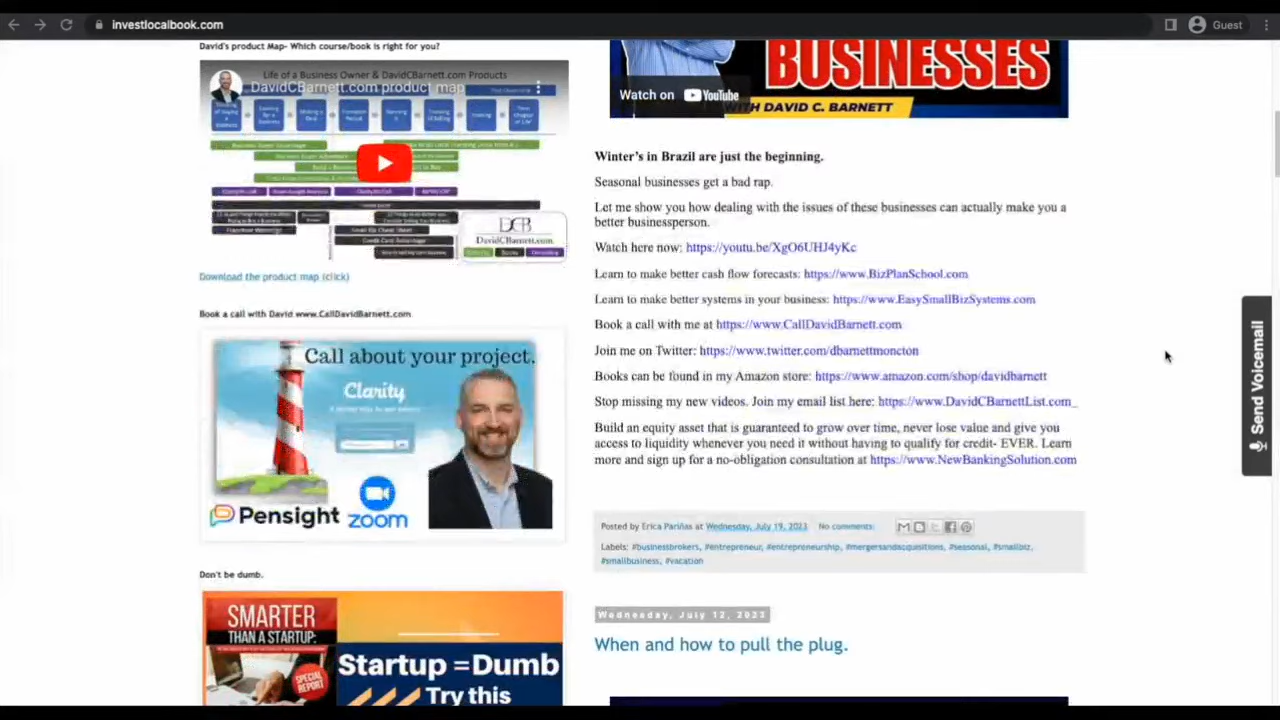 investlocalbook.com
Guest
David's product Map- Which course/book is right for you?
Life of a Business Owner & DavidCBarnett.com Products
DavidCBarnett.com product map
DCB
DavidCBarnett.com
Download the product map (click)
Book a call with David www.CallDavidBarnett.com
Call about your project.
Clarity
Pensight zoom
Don't be dumb.
SMARTER
THAN A STARTUP:
SPECIAL
REPORT
Startup =Dumb
Try this
BUSINESSES
Watch on YouTube
WITH DAVID C. BARNETT
Winter's in Brazil are just the beginning.
Seasonal businesses get a bad rap.
Let me show you how dealing with the issues of these businesses can actually make you a
better businessperson.
Watch here now: https://youtu.be/XgO6UHJ4yKc
Learn to make better cash flow forecasts: https://www.BizPlanSchool.com
Learn to make better systems in your business: https://www.EasySmallBizSystems.com
Book a call with me at https://www.CallDavidBarnett.com
Join me on Twitter: https://www.twitter.com/dbarnettmoncton
Books can be found in my Amazon store: https://www.amazon.com/shop/davidbarnett
Stop missing my new videos. Join my email list here: https://www.DavidCBarnettList.com_
Build an equity asset that is guaranteed to grow over time, never lose value and give you
access to liquidity whenever you need it without having to qualify for credit- EVER. Learn
more and sign up for a no-obligation consultation at https://www.NewBankingSolution.com
Posted by Erica Pariñas at Wednesday, July 19, 2023 No comments:
Labels: #businessbrokers, #entrepreneur, #entrepreneurship, #mergersandacquisitions, #seasonal, #smallbiz,
#smallbusiness, #vacation
Wednesday, July 12, 2023
When and how to pull the plug.
Send Voicemail